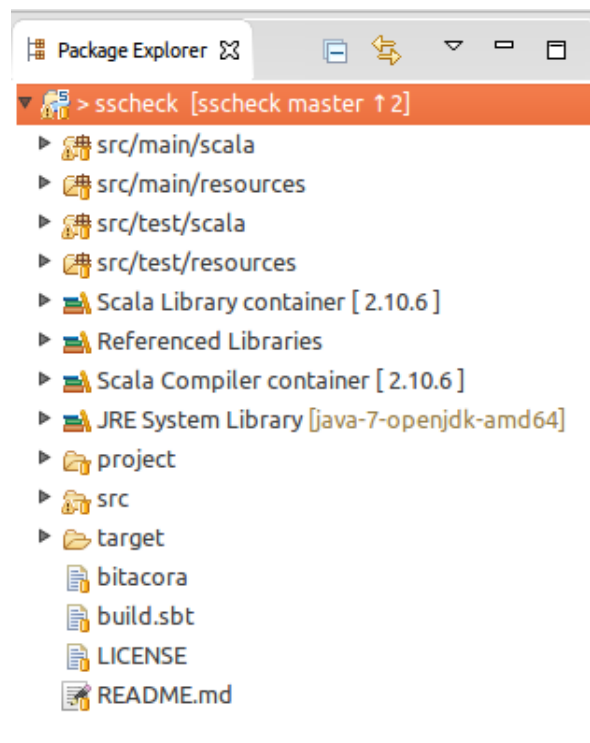 Package Explorer
> sscheck [sscheck master ↑2]
src/main/scala
src/main/resources
src/test/scala
src/test/resources
Scala Library container [ 2.10.6 ]
Referenced Libraries
Scala Compiler container [ 2.10.6 ]
JRE System Library [java-7-openjdk-amd64]
project
src
target
bitacora
build.sbt
LICENSE
README.md